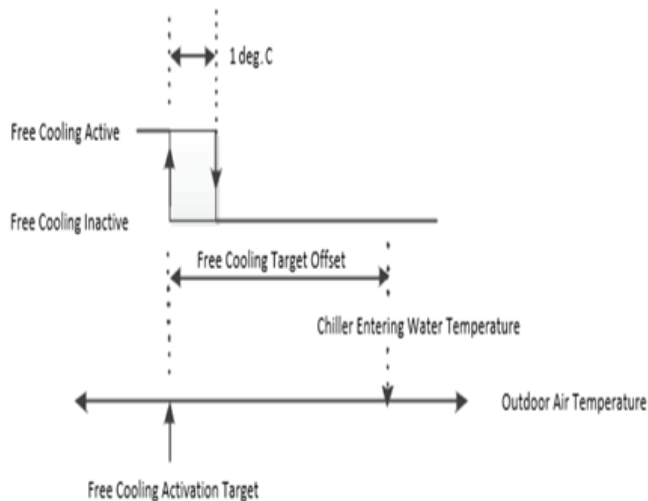 1 deg. C
Free Cooling Active
Free Cooling Inactive
Free Cooling Target Offset
Chiller Entering Water Temperature
Outdoor Air Temperature
Free Cooling Activation Target